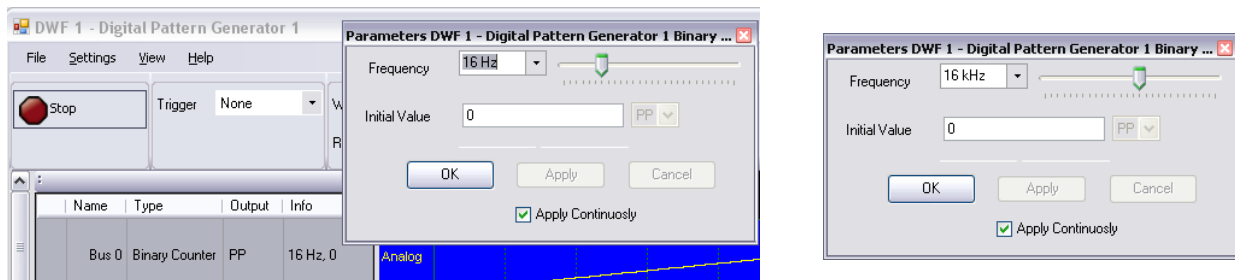 DWF 1 - Digital Pattern Generator 1
File Settings View Help
Stop
Trigger None
Name Type Output Info
Bus 0 Binary Counter PP 16 Hz, 0
Analog
Parameters DWF 1 - Digital Pattern Generator 1 Binary ...
Frequency 16 Hz
Initial Value 0 PP
OK Apply Cancel
Apply Continuosly
Parameters DWF 1 - Digital Pattern Generator 1 Binary ...
Frequency 16 kHz
Initial Value 0 PP
OK Apply Cancel
Apply Continuosly